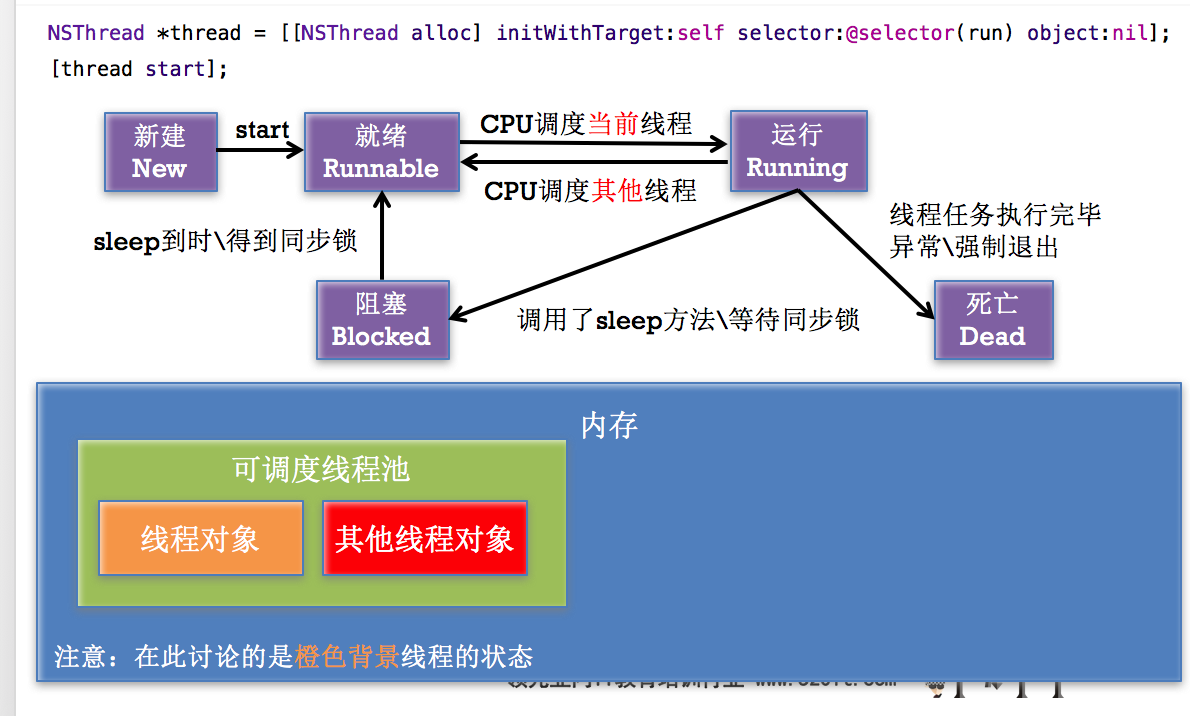 NSThread *thread = [[NSThread alloc] initWithTarget:self selector:@selector(run) object:nil];
[thread start];
新建
New
start
就绪
Runnable
CPU调度当前线程
CPU调度其他线程
运行
Running
sleep到时\得到同步锁
线程任务执行完毕
异常\强制退出
阻塞
Blocked
调用了sleep方法\等待同步锁
死亡
Dead
内存
可调度线程池
线程对象
其他线程对象
注意：在此讨论的是橙色背景线程的状态